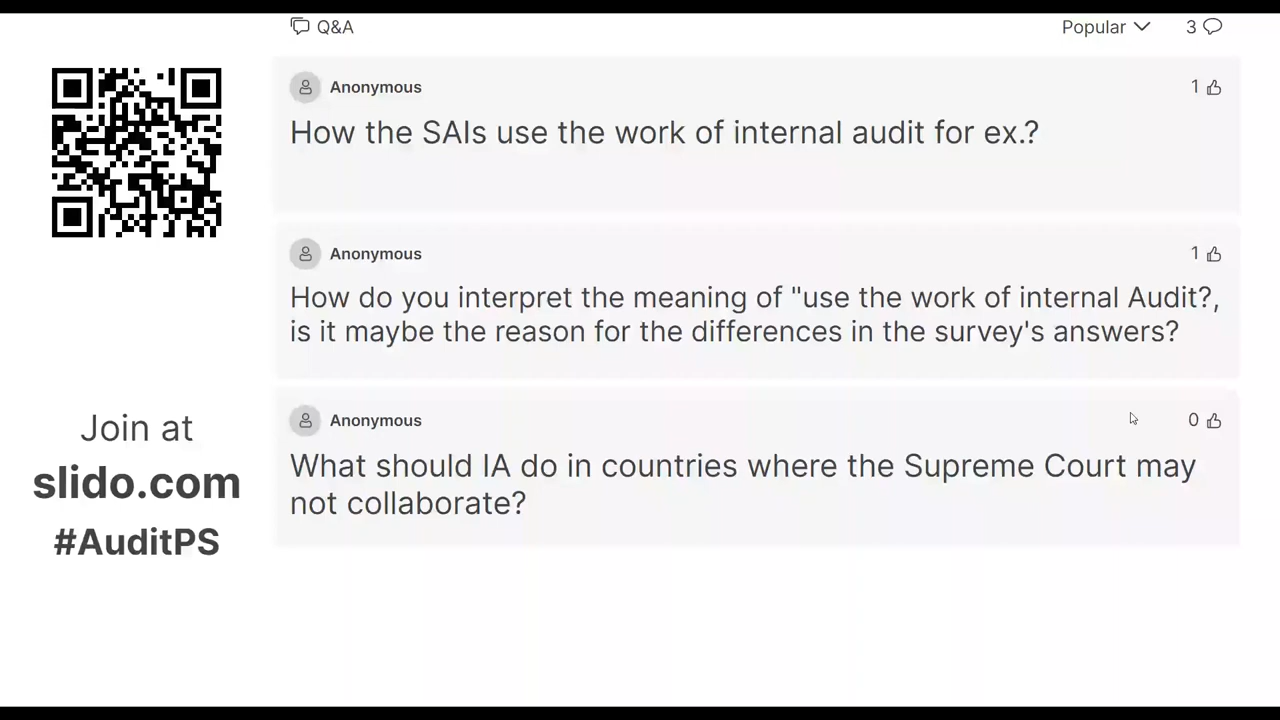 Q&A
Popular
3
Anonymous
1
How the SAIs use the work of internal audit for ex.?
Anonymous
1
How do you interpret the meaning of "use the work of internal Audit?,
is it maybe the reason for the differences in the survey's answers?
Anonymous
0
What should IA do in countries where the Supreme Court may
not collaborate?
Join at
slido.com
#AuditPS